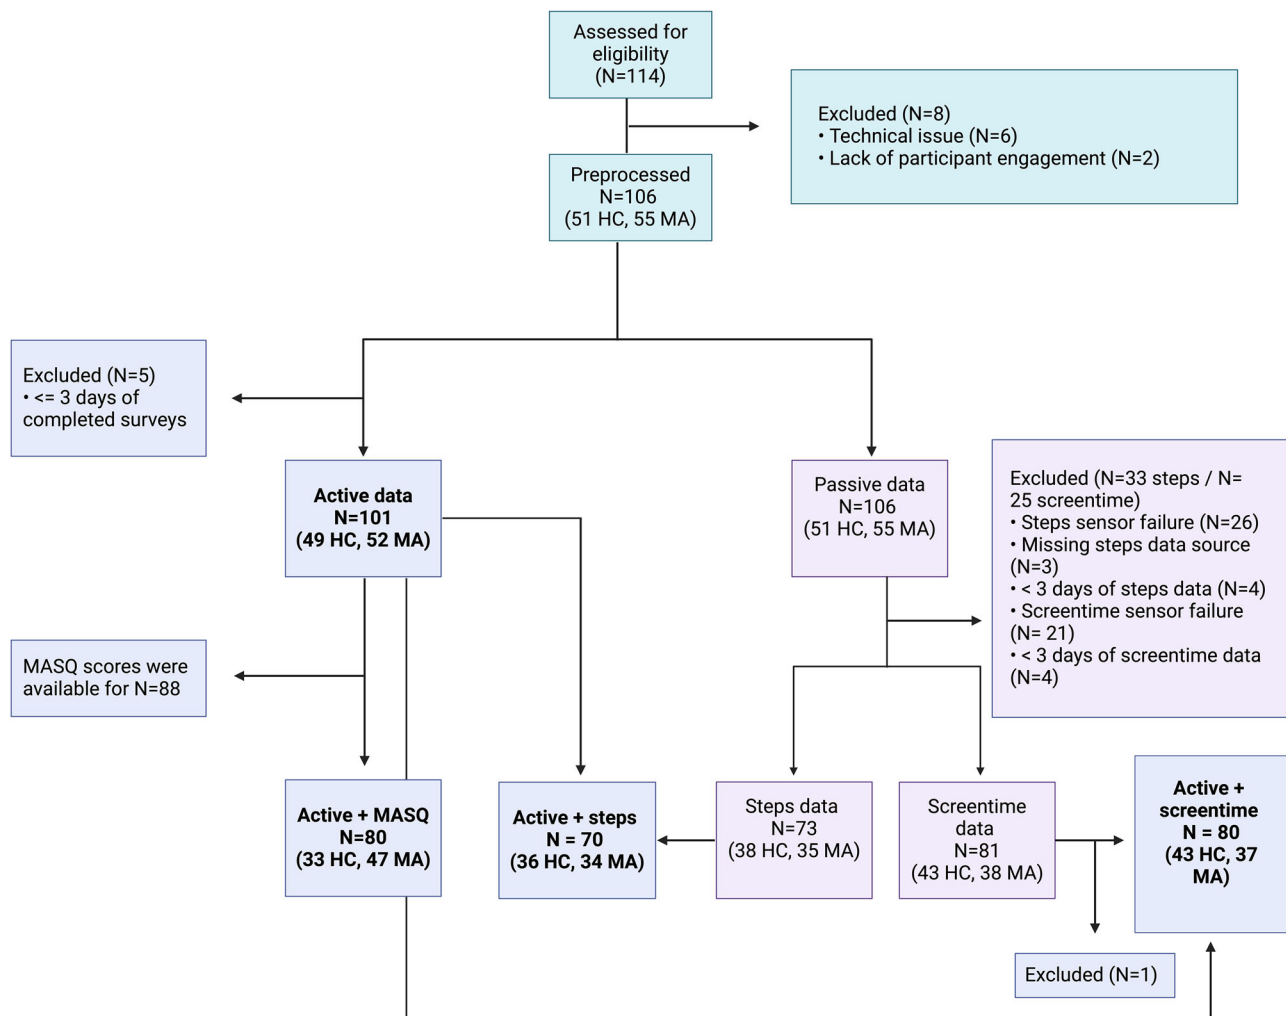 Assessed for
eligibility
(N=114)
Excluded (N=8)
• Technical issue (N=6)
• Lack of participant engagement (N=2)
Preprocessed
N=106
(51 HC, 55 MA)
Excluded (N=5)
• <= 3 days of
completed surveys
Active data
N=101
(49 HC, 52 MA)
Passive data
N=106
(51 HC, 55 MA)
Excluded (N=33 steps / N=
25 screentime)
• Steps sensor failure (N=26)
• Missing steps data source
(N=3)
• < 3 days of steps data (N=4)
• Screentime sensor failure
(N= 21)
• < 3 days of screentime data
(N=4)
MASQ scores were
available for N=88
Active + MASQ
N=80
(33 HC, 47 MA)
Active + steps
N = 70
(36 HC, 34 MA)
Steps data
N=73
(38 HC, 35 MA)
Screentime
data
N=81
(43 HC, 38 MA)
Active +
screentime
N = 80
(43 HC, 37
MA)
Excluded (N=1)